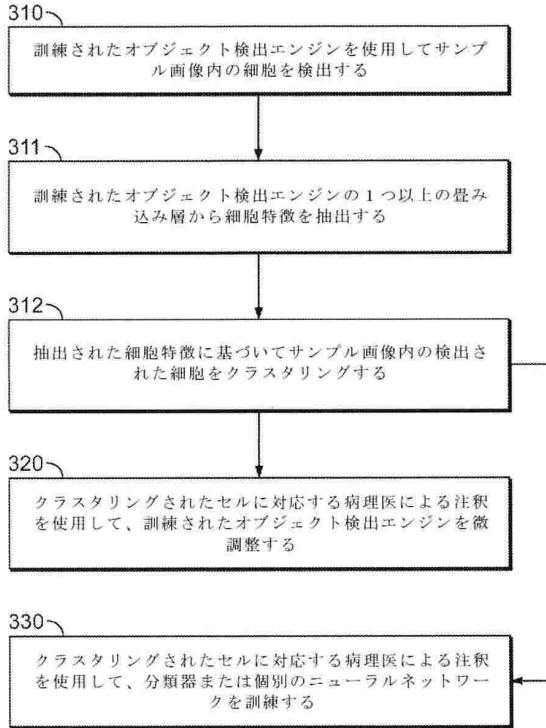 310
訓練されたオブジェクト検出エンジンを使用してサンプ
ル画像内の細胞を検出する
311
訓練されたオブジェクト検出エンジンの1つ以上の畳み
込み層から細胞特徴を抽出する
312
抽出された細胞特徴に基づいてサンプル画像内の検出さ
れた細胞をクラスタリングする
320
クラスタリングされたセルに対応する病理医による注釈
を使用して、訓練されたオブジェクト検出エンジンを微
調整する
330
クラスタリングされたセルに対応する病理医による注釈
を使用して、分類器または個別のニューラルネットワー
クを訓練する